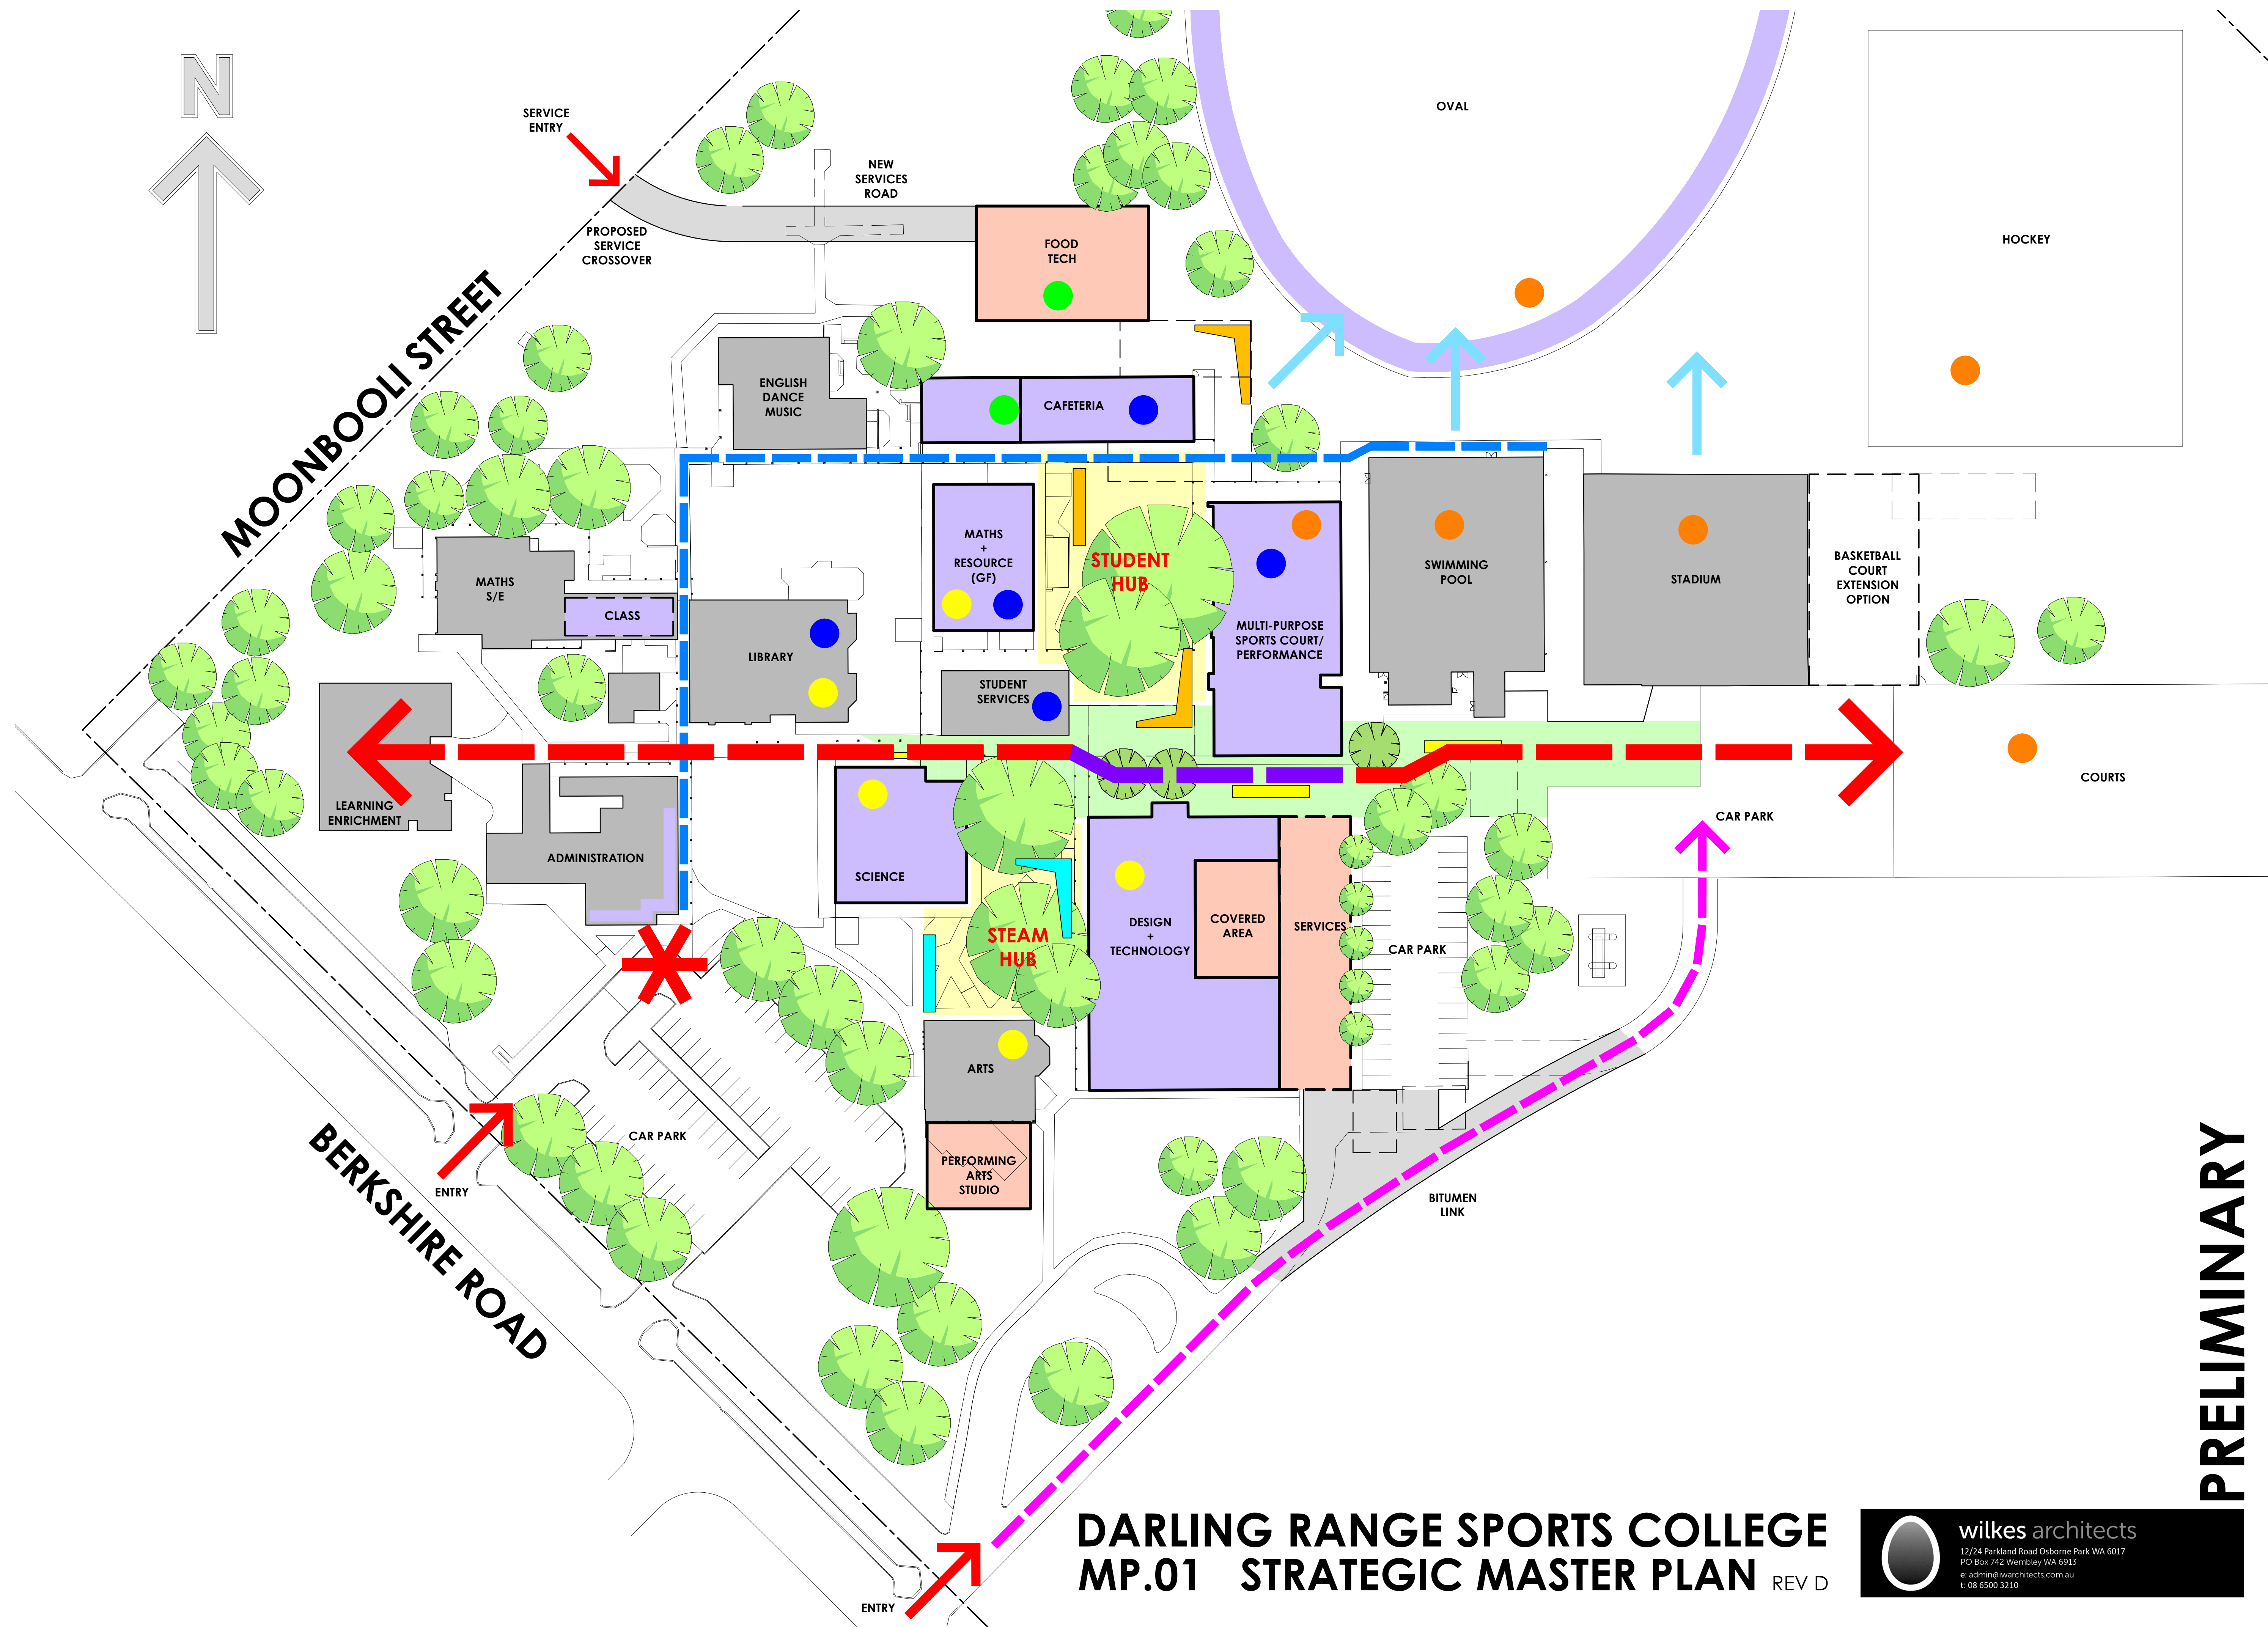 N
SERVICE
ENTRY
NEW
SERVICES
ROAD
OVAL
PROPOSED
SERVICE
CROSSOVER
FOOD
TECH
HOCKEY
MOONBOOLI STREET
ENGLISH
DANCE
MUSIC
CAFETERIA
MATHS
+
RESOURCE
(GF)
STUDENT
HUB
MULTI-PURPOSE
SPORTS COURT/
PERFORMANCE
SWIMMING
POOL
STADIUM
BASKETBALL
COURT
EXTENSION
OPTION
MATHS
S/E
CLASS
LIBRARY
STUDENT
SERVICES
LEARNING
ENRICHMENT
ADMINISTRATION
SCIENCE
COURTS
CAR PARK
STEAM
HUB
DESIGN
+
TECHNOLOGY
COVERED
AREA
SERVICES
CAR PARK
ARTS
CAR PARK
PERFORMING
ARTS
STUDIO
ENTRY
BERKSHIRE ROAD
BITUMEN
LINK
ENTRY
PRELIMINARY
DARLING RANGE SPORTS COLLEGE
MP.01 STRATEGIC MASTER PLAN REV D
wilkes architects
12/24 Parkland Road Osborne Park WA 6017
PO Box 742 Wembley WA 6913
e: admin@iwarchitects.com.au
t: 08 6500 3210